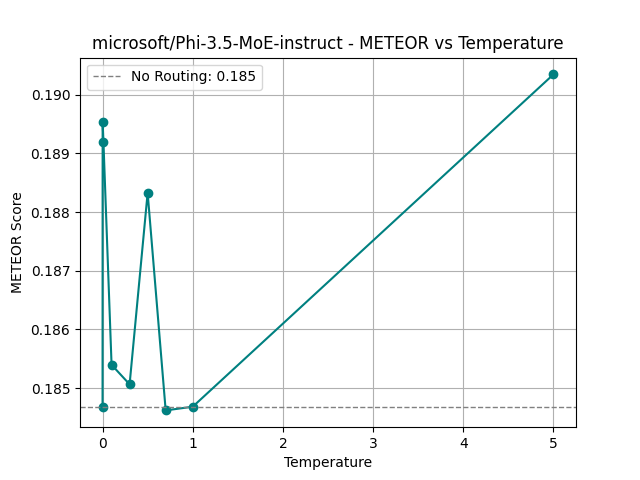 microsoft/Phi-3.5-MoE-instruct - METEOR vs Temperature
No Routing: 0.185
0.190
0.189
0.188
0.187
0.186
0.185
METEOR Score
0 1 2 3 4 5
Temperature